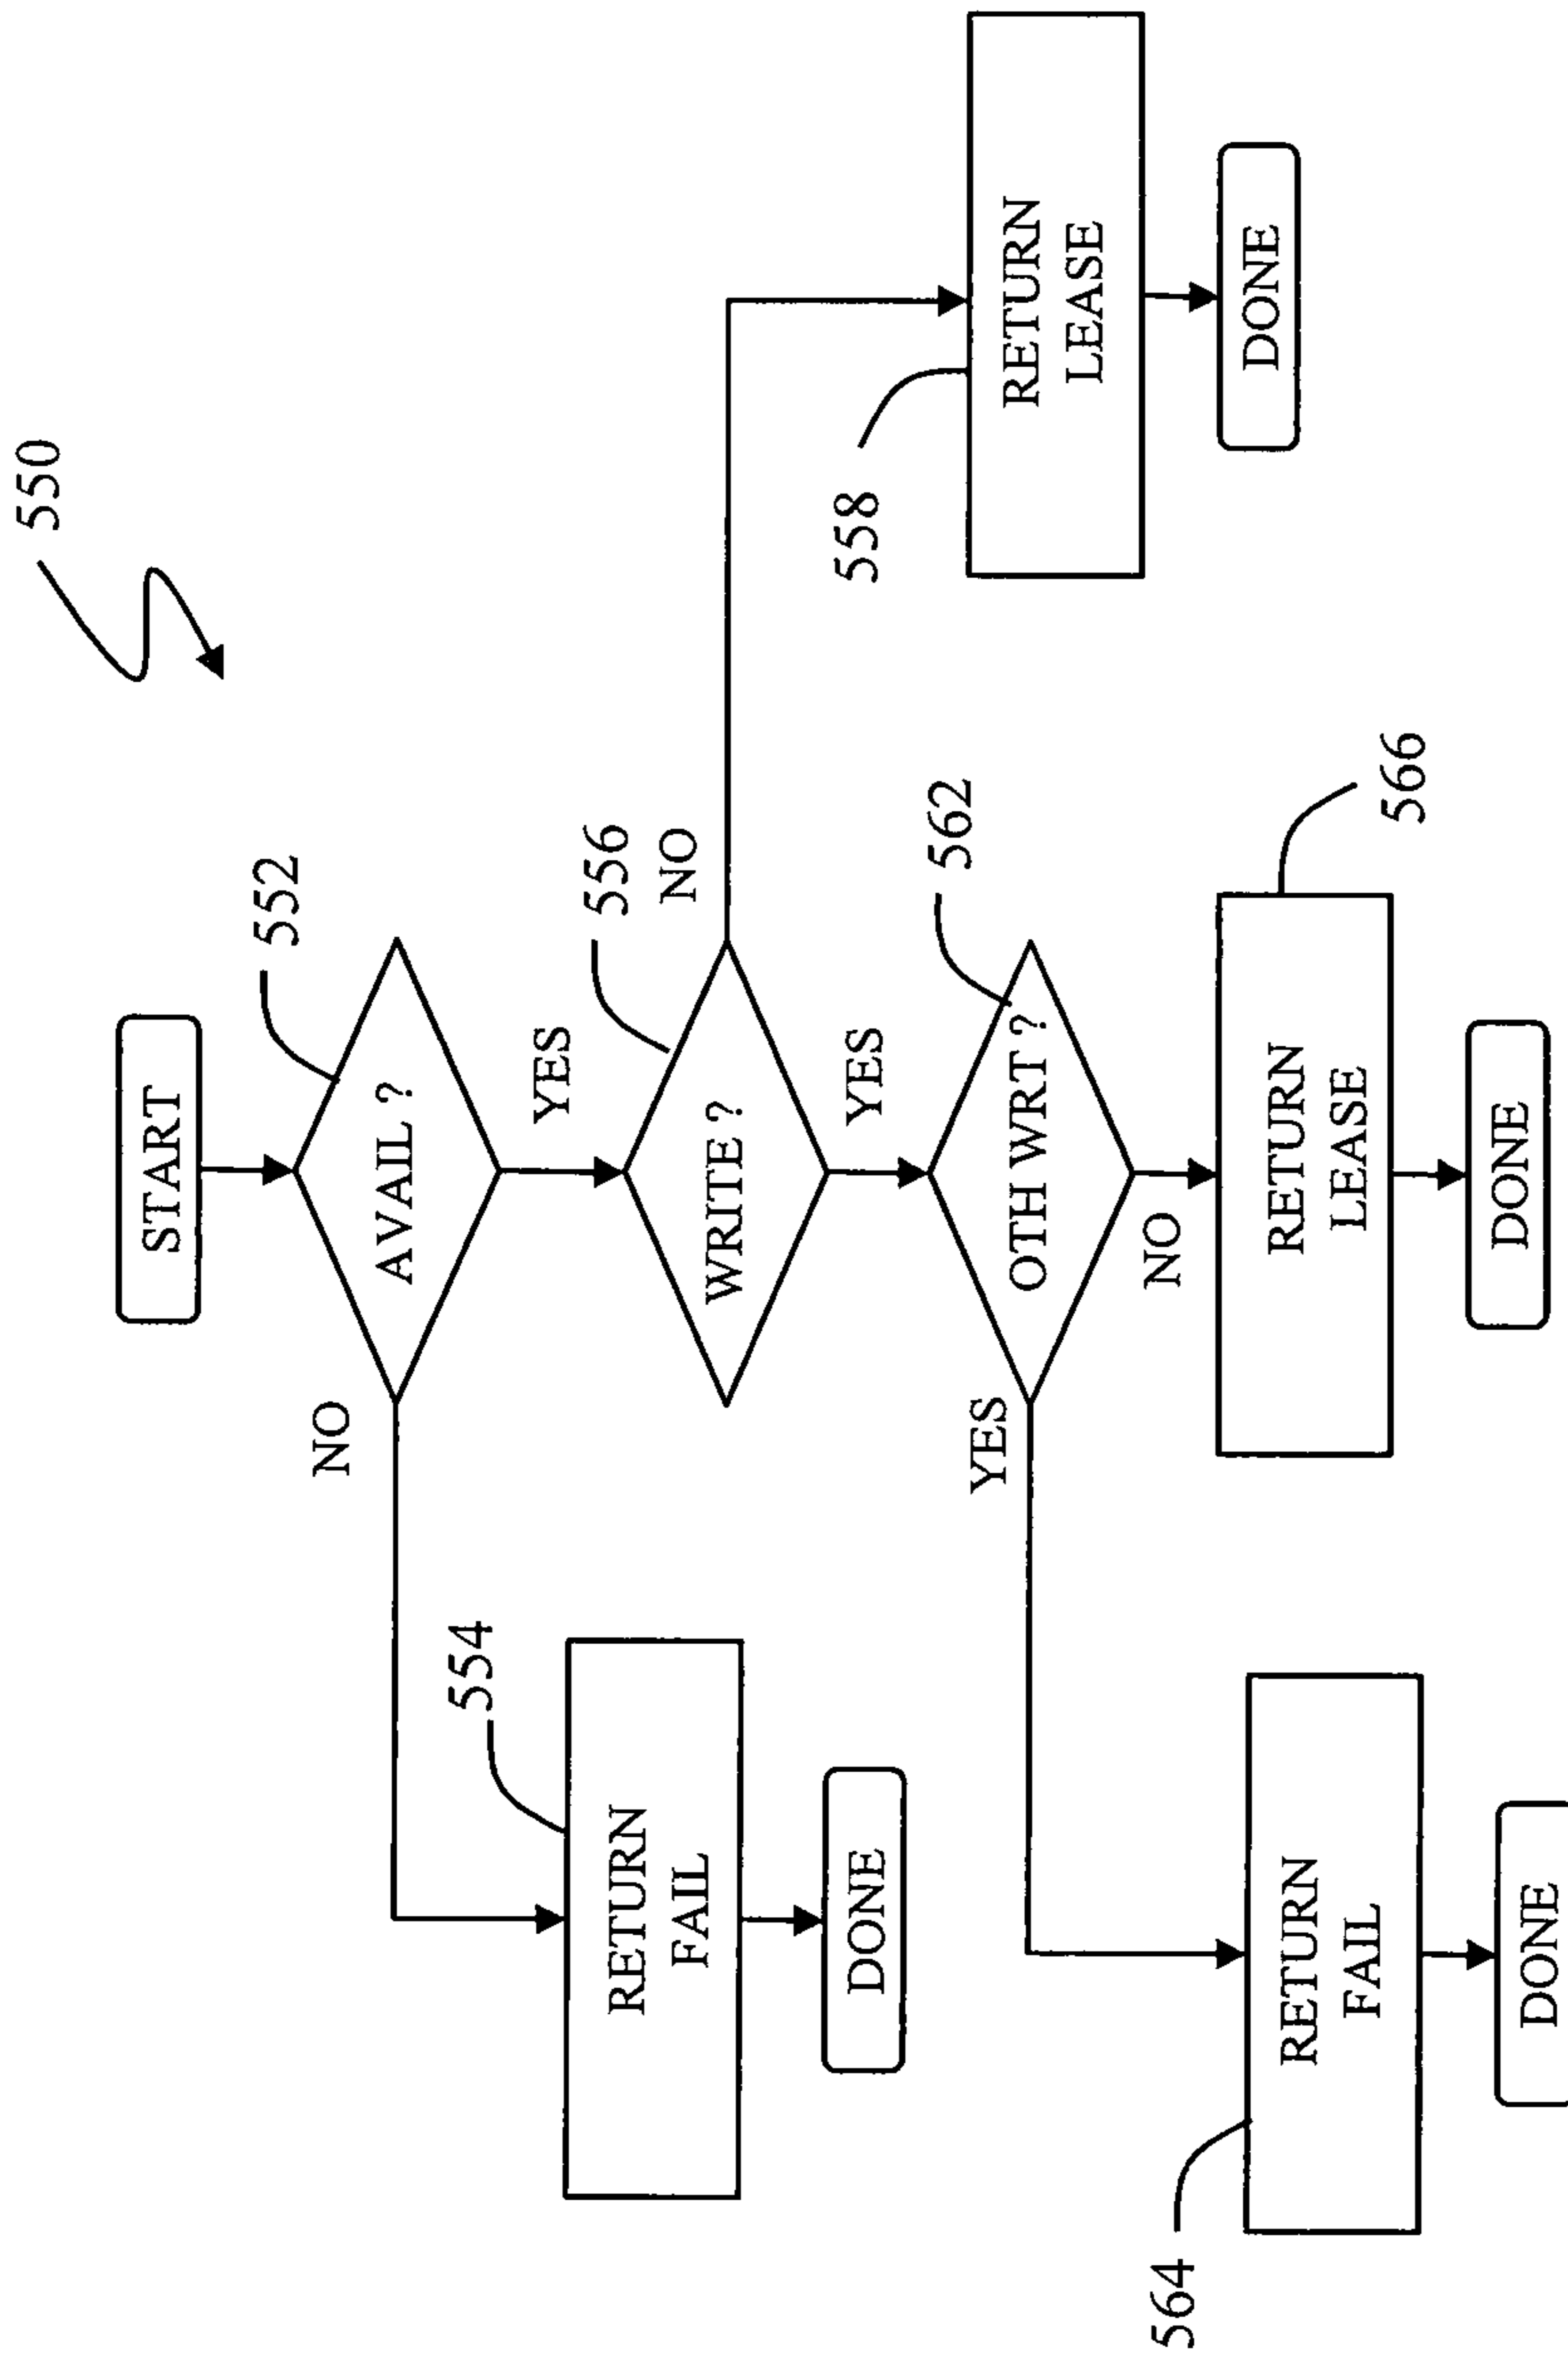 550
START
552
AVAIL ?
NO
YES
554
RETURN
FAIL
DONE
556
WRITE ?
NO
YES
558
RETURN
LEASE
DONE
562
OTH WRT ?
YES
NO
564
RETURN
FAIL
DONE
566
RETURN
LEASE
DONE